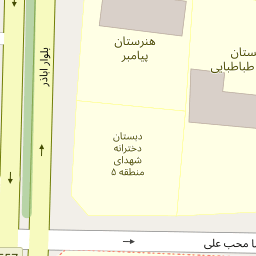 هنرستان
پیامبر
ستان
طباطبایی
بلوار اباذر
دبستان
دخترانه
شهدای
منطقه ۵
ا محب علی